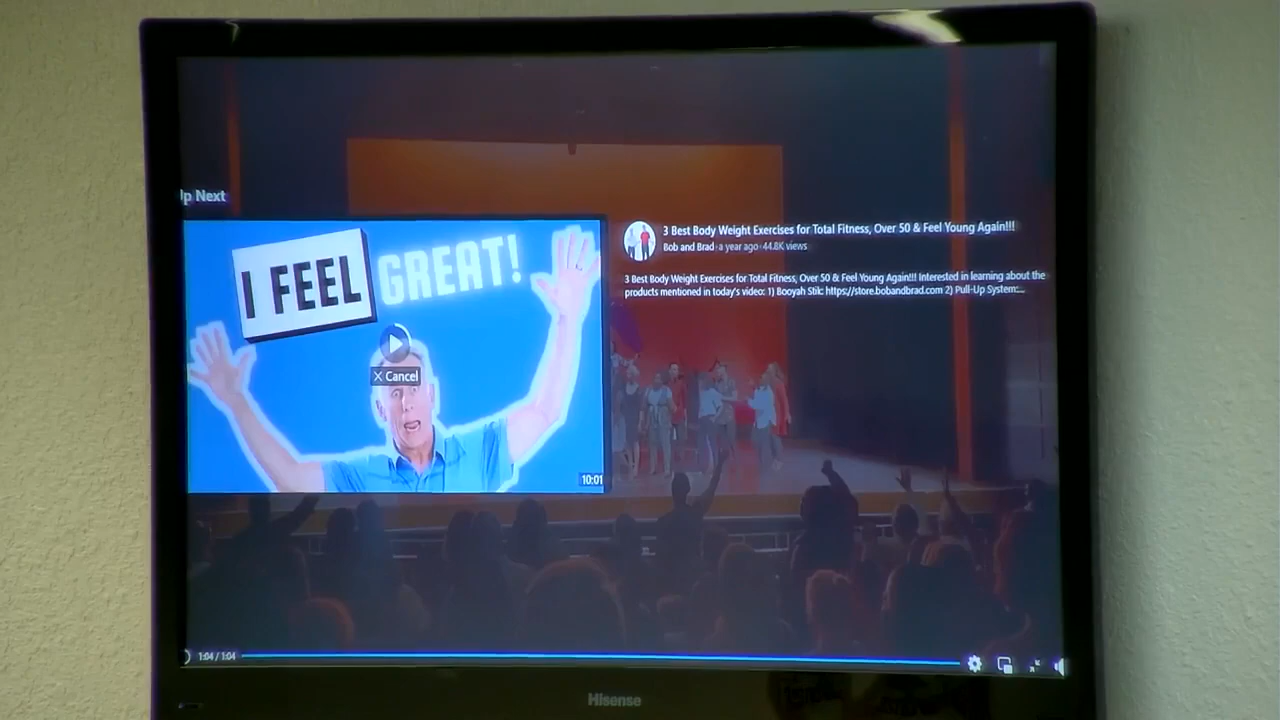 Up Next
I FEEL GREAT!
X Cancel
10:01
3 Best Body Weight Exercises for Total Fitness, Over 50 & Feel Young Again!!!
Bob and Brad · a year ago · 44.8K views
3 Best Body Weight Exercises for Total Fitness, Over 50 & Feel Young Again!!! Interested in learning about the
products mentioned in today's video: 1) Booyah Stik: https://store.bobandbrad.com 2) Pull-Up System:...
1:04 / 1:04
Hisense